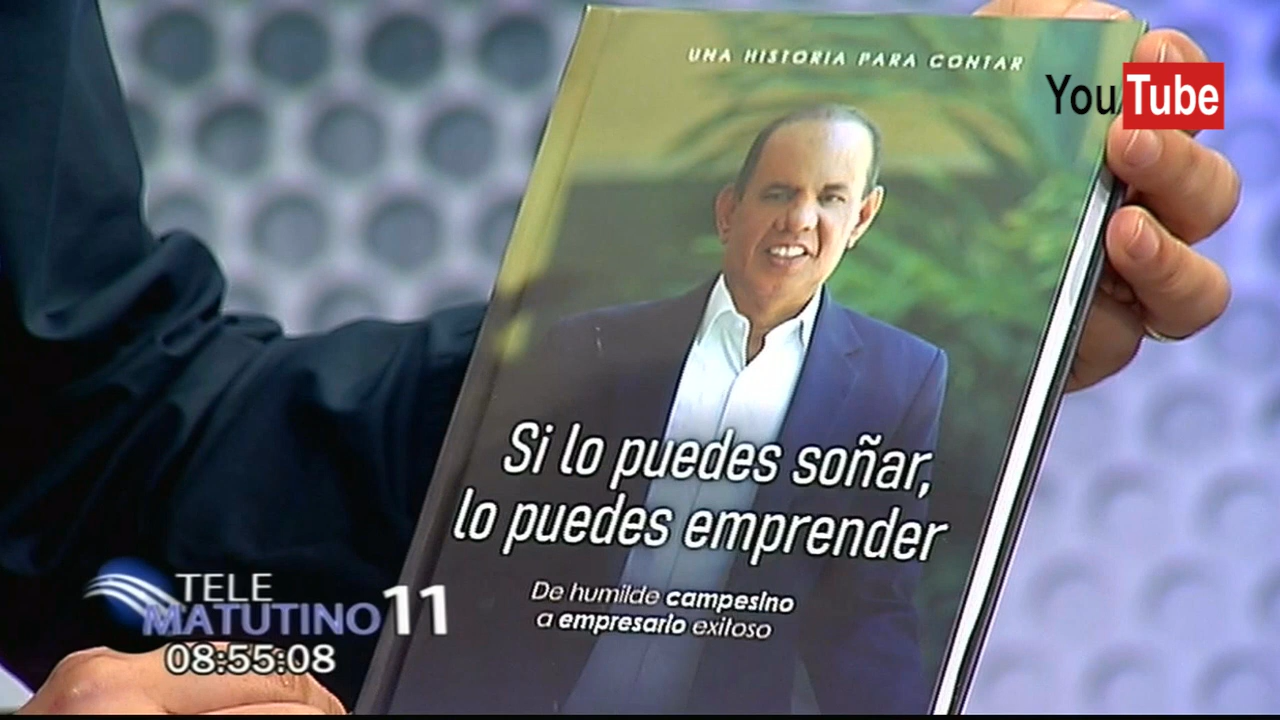 UNA HISTORIA PARA CONTAR
YouTube
Si lo puedes soñar,
lo puedes emprender
De humilde campesino
a empresario exitoso
TELE
MATUTINO 11
08:55:08